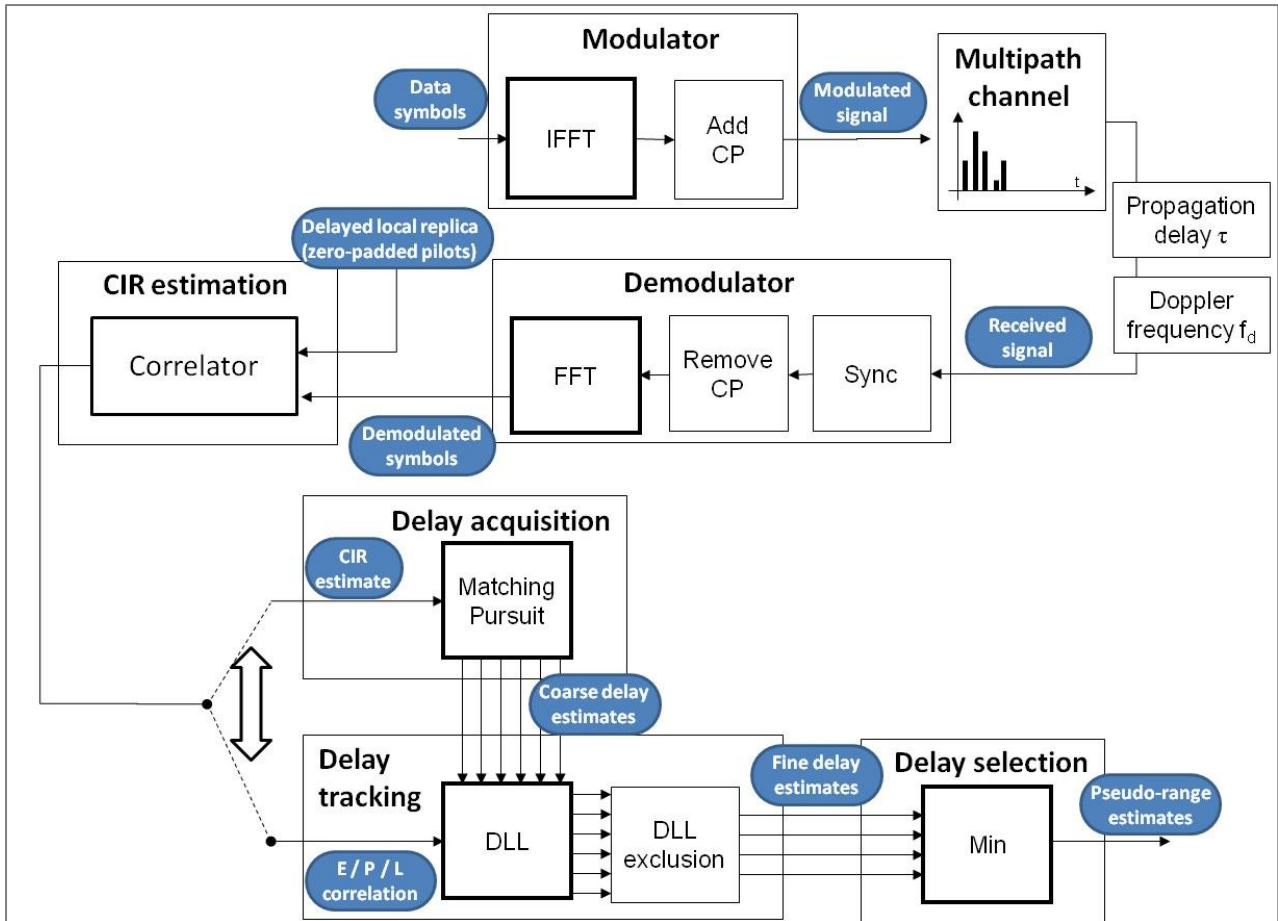 Modulator
Data
symbols
IFFT
Add
CP
Modulated
signal
Multipath
channel
t
Propagation
delay τ
Doppler
frequency fd
Received
signal
Demodulator
Sync
Remove
CP
FFT
Demodulated
symbols
Delayed local replica
(zero-padded pilots)
CIR estimation
Correlator
Delay acquisition
CIR
estimate
Matching
Pursuit
Coarse delay
estimates
Delay
tracking
DLL
E / P / L
correlation
DLL
exclusion
Fine delay
estimates
Delay selection
Min
Pseudo-range
estimates